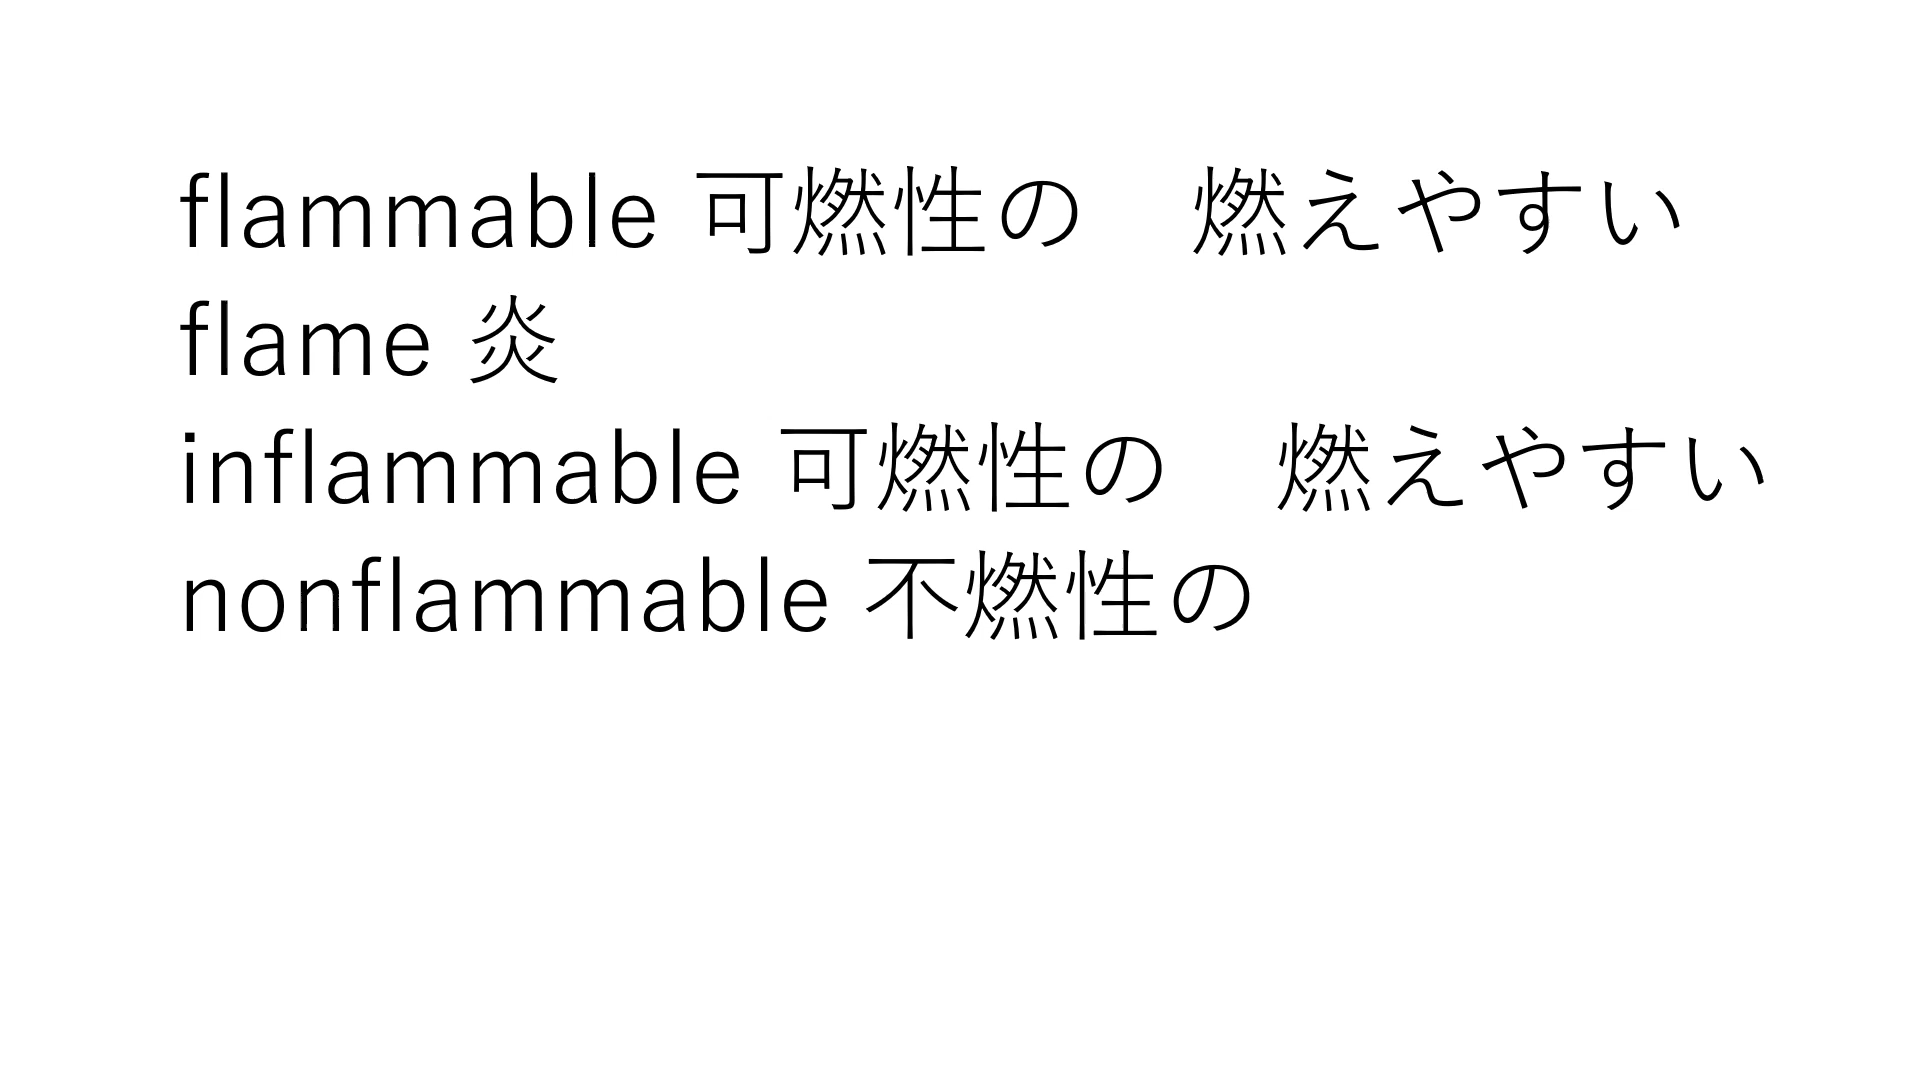 flammable 可燃性の　燃えやすい
flame 炎
inflammable 可燃性の　燃えやすい
nonflammable 不燃性の